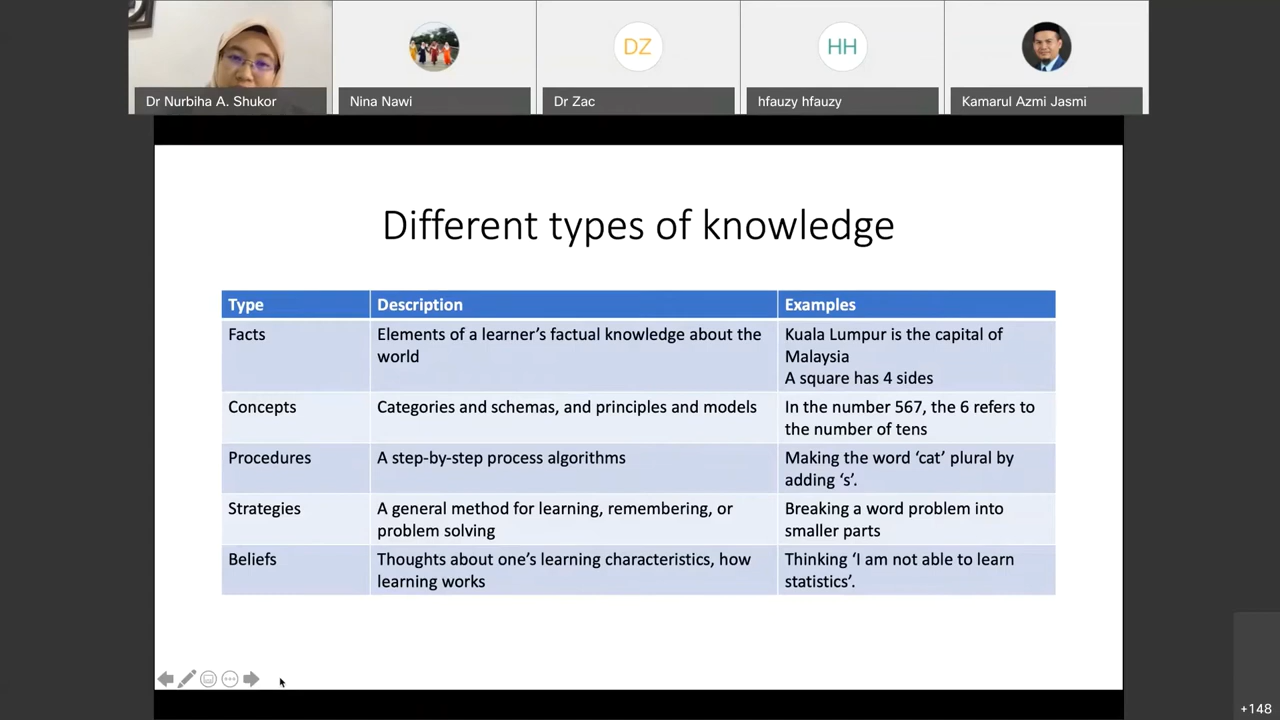 Dr Nurbiha A. Shukor
Nina Nawi
DZ
Dr Zac
HH
hfauzy hfauzy
Kamarul Azmi Jasmi
Different types of knowledge
Type
Description
Examples
Facts
Elements of a learner’s factual knowledge about the
world
Kuala Lumpur is the capital of
Malaysia
A square has 4 sides
Concepts
Categories and schemas, and principles and models
In the number 567, the 6 refers to
the number of tens
Procedures
A step-by-step process algorithms
Making the word ‘cat’ plural by
adding ‘s’.
Strategies
A general method for learning, remembering, or
problem solving
Breaking a word problem into
smaller parts
Beliefs
Thoughts about one’s learning characteristics, how
learning works
Thinking ‘I am not able to learn
statistics’.
+148